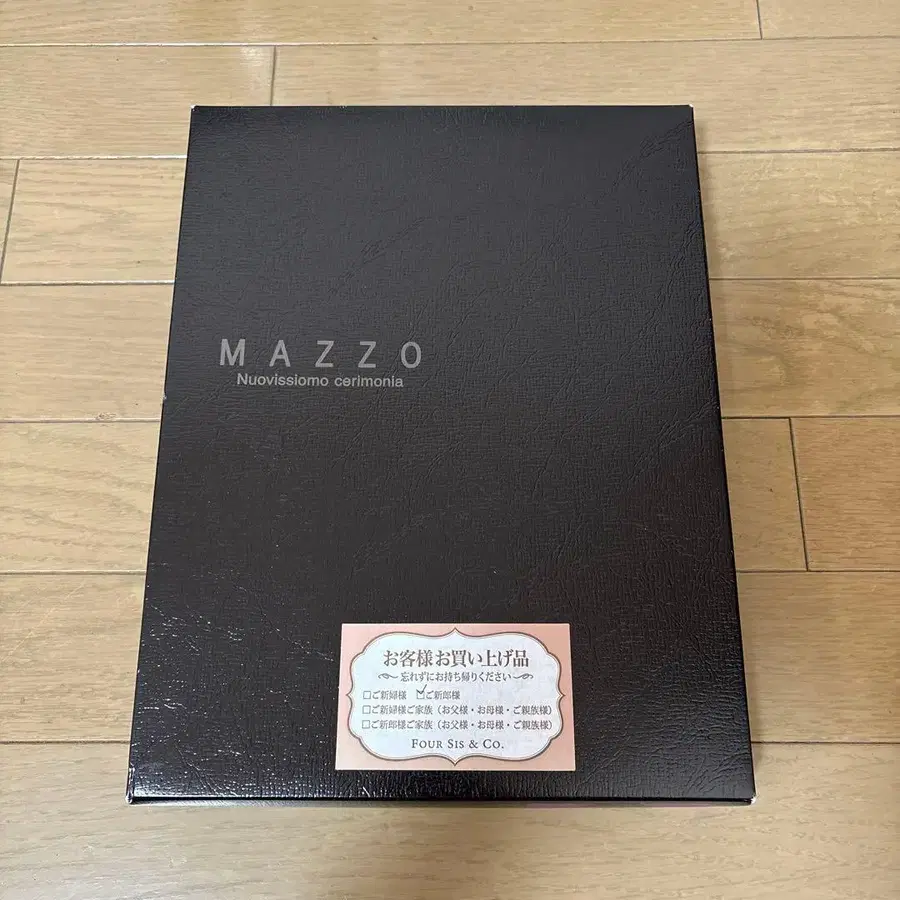 MAZZO
Nuovissiomo cerimonia
お客様お買い上げ品
忘れずにお持ち帰りください
□ご新婦様 ☑ご新郎様
□ご新婦様ご家族（お父様・お母様・ご親族様）
□ご新郎様ご家族（お父様・お母様・ご親族様）
FOUR SIS & CO.